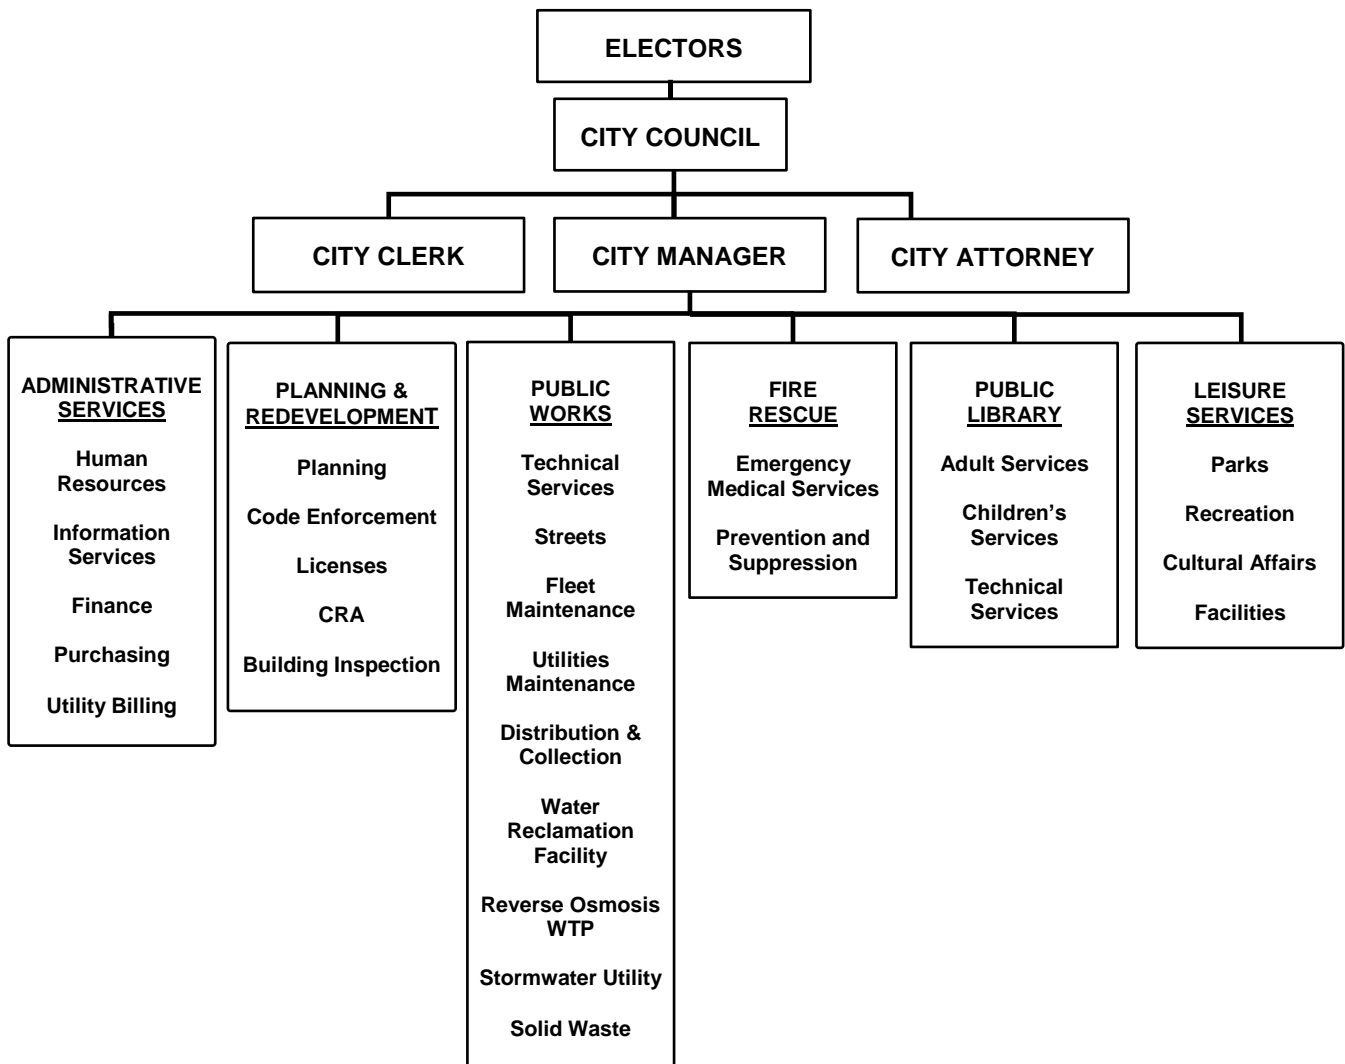 ELECTORS
CITY COUNCIL
CITY CLERK
CITY MANAGER
CITY ATTORNEY
ADMINISTRATIVE
SERVICES
Human
Resources
Information
Services
Finance
Purchasing
Utility Billing
PLANNING &
REDEVELOPMENT
Planning
Code Enforcement
Licenses
CRA
Building Inspection
PUBLIC
WORKS
Technical
Services
Streets
Fleet
Maintenance
Utilities
Maintenance
Distribution &
Collection
Water
Reclamation
Facility
Reverse Osmosis
WTP
Stormwater Utility
Solid Waste
FIRE
RESCUE
Emergency
Medical Services
Prevention and
Suppression
PUBLIC
LIBRARY
Adult Services
Children’s
Services
Technical
Services
LEISURE
SERVICES
Parks
Recreation
Cultural Affairs
Facilities